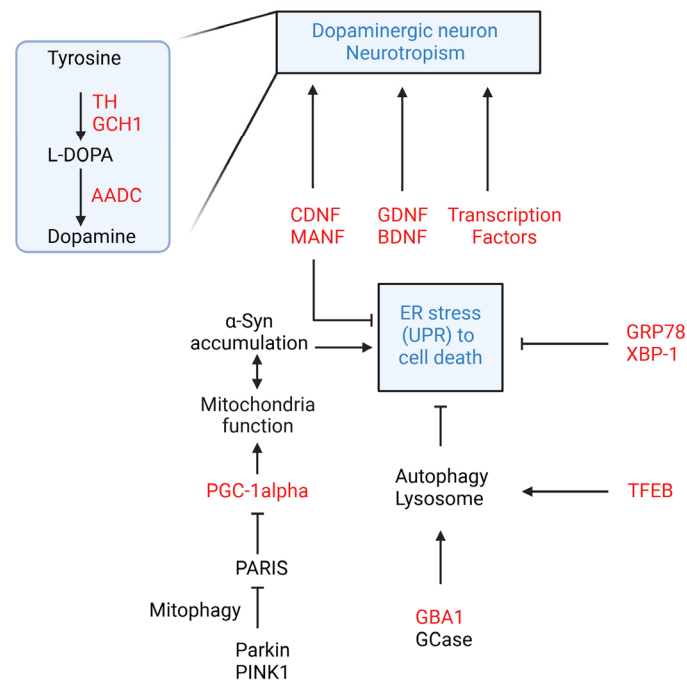 Tyrosine
TH
GCH1
L-DOPA
AADC
Dopamine
Dopaminergic neuron
Neurotropism
CDNF
MANF
GDNF
BDNF
Transcription
Factors
α-Syn
accumulation
ER stress
(UPR) to
cell death
GRP78
XBP-1
Mitochondria
function
PGC-1alpha
Autophagy
Lysosome
TFEB
PARIS
Mitophagy
Parkin
PINK1
GBA1
GCase